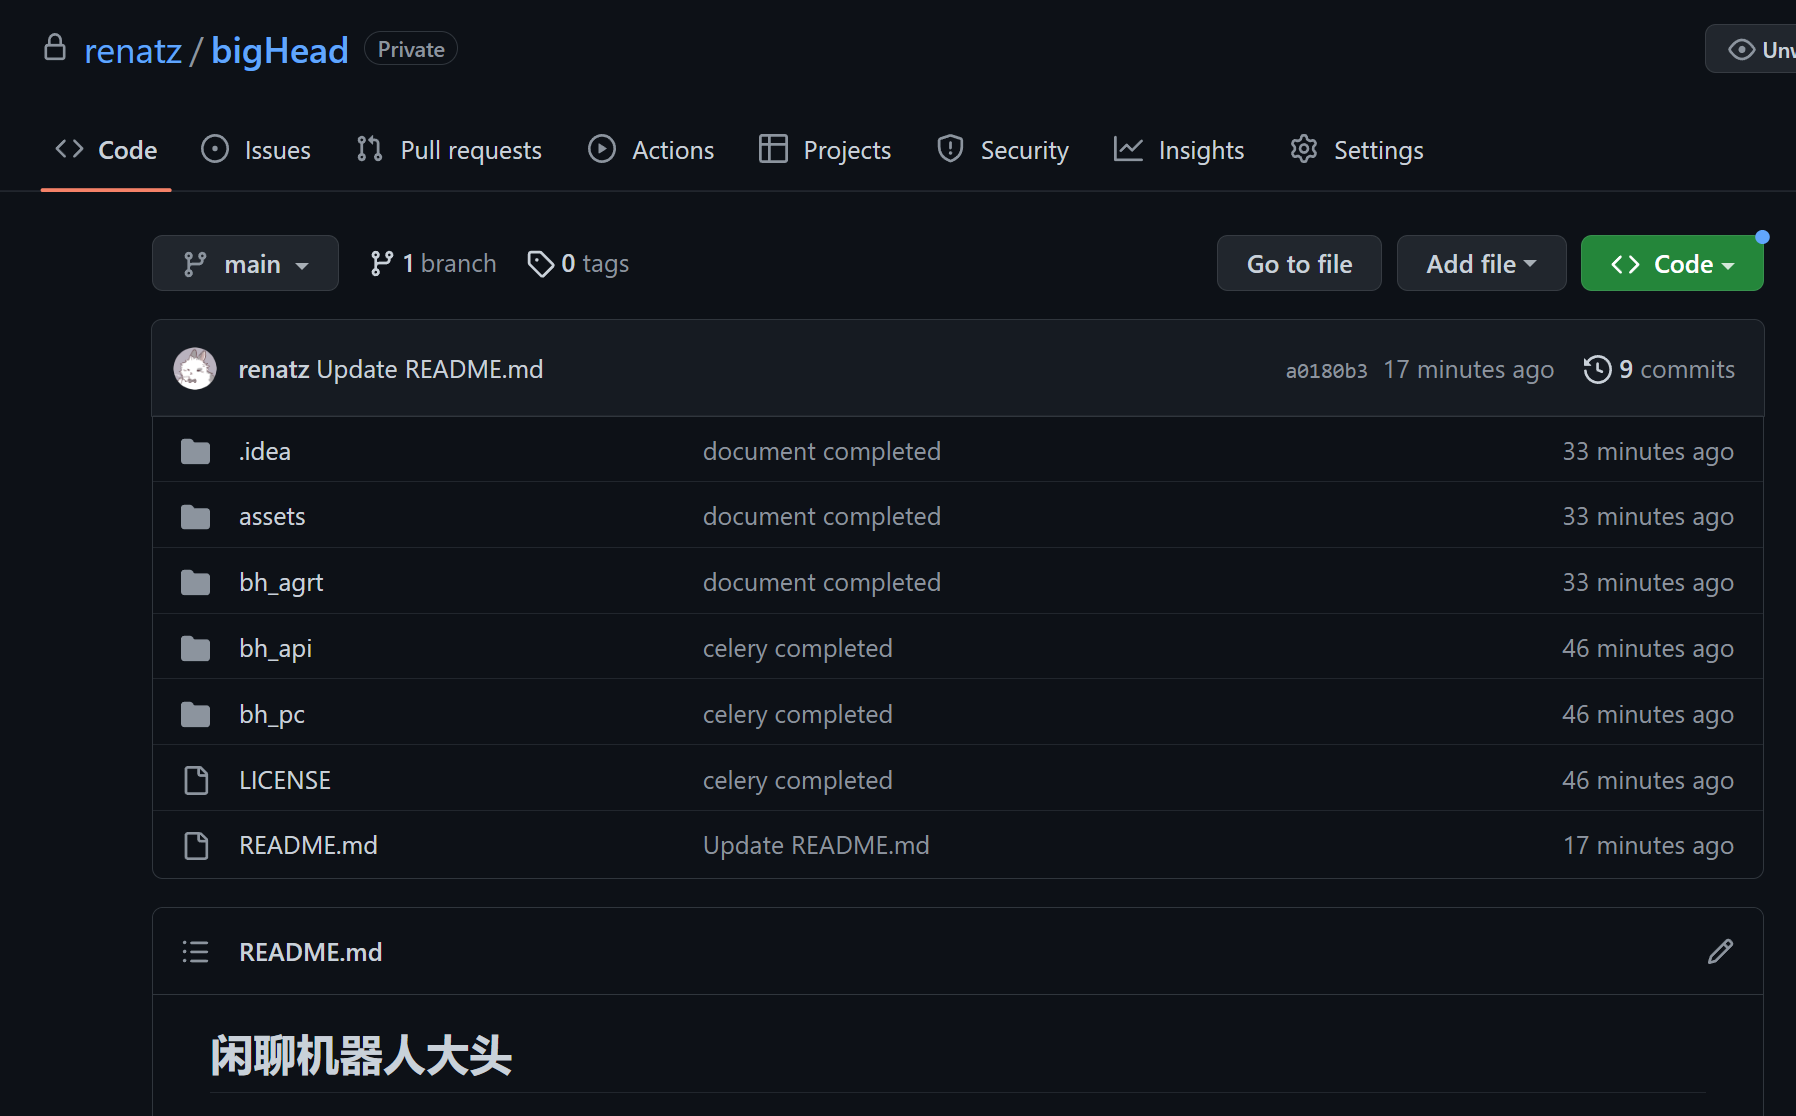 renatz / bigHead Private
Code Issues Pull requests Actions Projects Security Insights Settings
main 1 branch 0 tags Go to file Add file Code
renatz Update README.md a0180b3 17 minutes ago 9 commits
.idea document completed 33 minutes ago
assets document completed 33 minutes ago
bh_agrt document completed 33 minutes ago
bh_api celery completed 46 minutes ago
bh_pc celery completed 46 minutes ago
LICENSE celery completed 46 minutes ago
README.md Update README.md 17 minutes ago
README.md
闲聊机器人大头